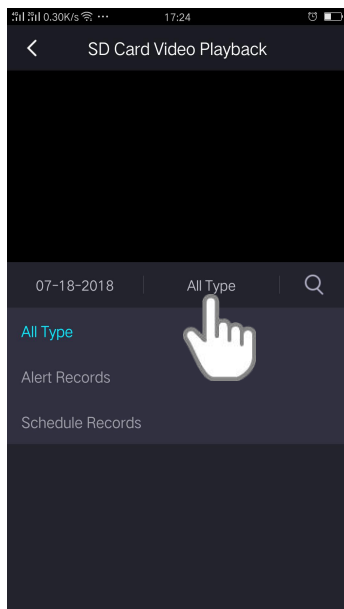 0.30K/s 17:24
SD Card Video Playback
07-18-2018 All Type
All Type
Alert Records
Schedule Records